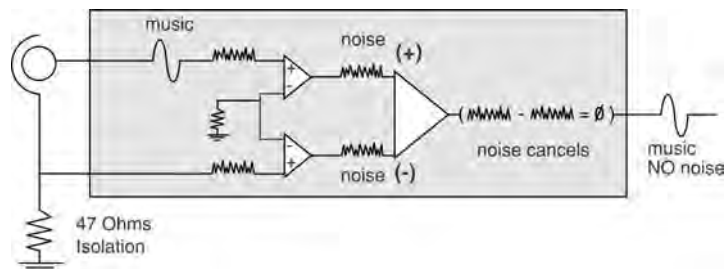 music
noise (+)
+
-
( - = Ø )
noise cancels
-
+
noise (-)
music
NO noise
47 Ohms
Isolation